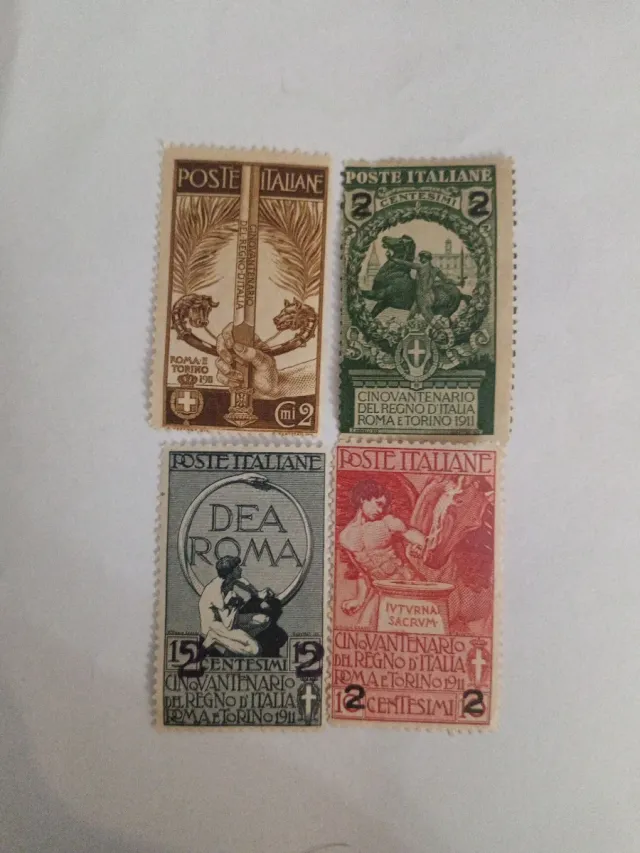 POSTE ITALIANE
CINQVANTENARIO
DEL REGNO D'ITALIA
ROMA E
TORINO
1911
Cmi 2
POSTE ITALIANE
2 CENTESIMI 2
CINQVANTENARIO
DEL REGNO D'ITALIA
ROMA E TORINO 1911
POSTE ITALIANE
DEA
ROMA
15 2 CENTESIMI 15 2
CINQVANTENARIO
DEL REGNO D'ITALIA
ROMA E TORINO 1911
POSTE ITALIANE
IVTVRNAI
SACRVM
CINQVANTENARIO
DEL REGNO D'ITALIA
ROMA E TORINO 1911
2 CENTESIMI 2